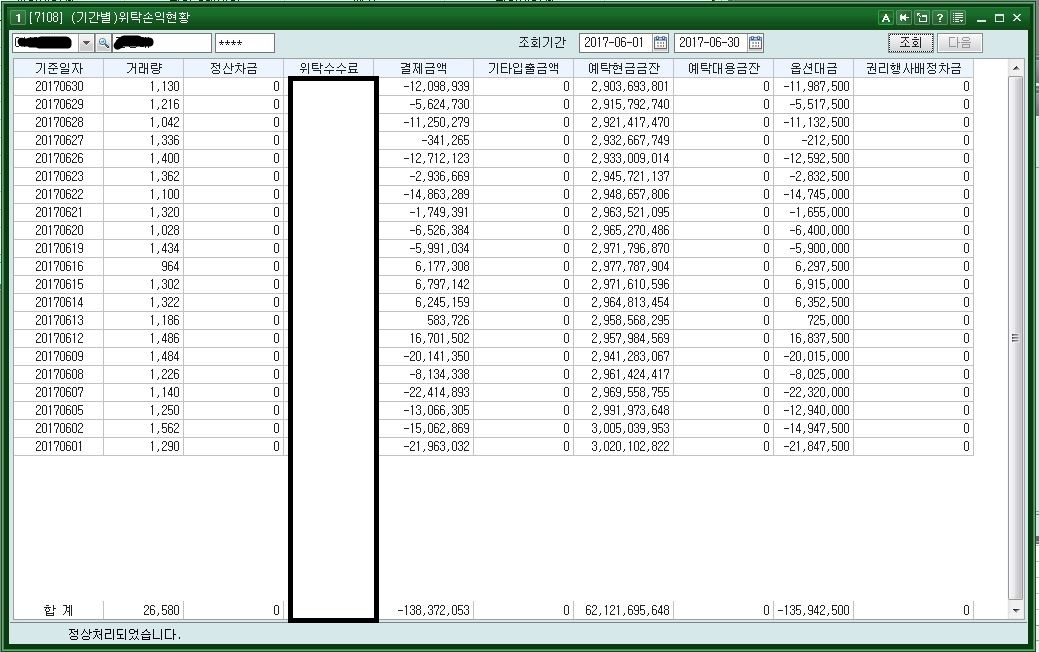 1 [7108] (기간별)위탁손익현황 A ?
**** 조회기간 2017-06-01 2017-06-30 조회 다음
기준일자 거래량 정산차금 위탁수수료 결제금액 기타입출금액 예탁현금금잔 예탁대용금잔 옵션대금 권리행사배정차금
20170630 1,130 0 -12,098,939 0 2,903,693,801 0 -11,987,500 0
20170629 1,216 0 -5,624,730 0 2,915,792,740 0 -5,517,500 0
20170628 1,042 0 -11,250,279 0 2,921,417,470 0 -11,132,500 0
20170627 1,336 0 -341,265 0 2,932,667,749 0 -212,500 0
20170626 1,400 0 -12,712,123 0 2,933,009,014 0 -12,592,500 0
20170623 1,362 0 -2,936,669 0 2,945,721,137 0 -2,832,500 0
20170622 1,100 0 -14,863,289 0 2,948,657,806 0 -14,745,000 0
20170621 1,320 0 -1,749,391 0 2,963,521,095 0 -1,655,000 0
20170620 1,028 0 -6,526,384 0 2,965,270,486 0 -6,400,000 0
20170619 1,434 0 -5,991,034 0 2,971,796,870 0 -5,900,000 0
20170616 964 0 6,177,308 0 2,977,787,904 0 6,297,500 0
20170615 1,302 0 6,797,142 0 2,971,610,596 0 6,915,000 0
20170614 1,322 0 6,245,159 0 2,964,813,454 0 6,352,500 0
20170613 1,186 0 583,726 0 2,958,568,295 0 725,000 0
20170612 1,486 0 16,701,502 0 2,957,984,569 0 16,837,500 0
20170609 1,484 0 -20,141,350 0 2,941,283,067 0 -20,015,000 0
20170608 1,226 0 -8,134,338 0 2,961,424,417 0 -8,025,000 0
20170607 1,140 0 -22,414,893 0 2,969,558,755 0 -22,320,000 0
20170605 1,250 0 -13,066,305 0 2,991,973,648 0 -12,940,000 0
20170602 1,562 0 -15,062,869 0 3,005,039,953 0 -14,947,500 0
20170601 1,290 0 -21,963,032 0 3,020,102,822 0 -21,847,500 0
합 계 26,580 0 -138,372,053 0 62,121,695,648 0 -135,942,500 0
정상처리되었습니다.